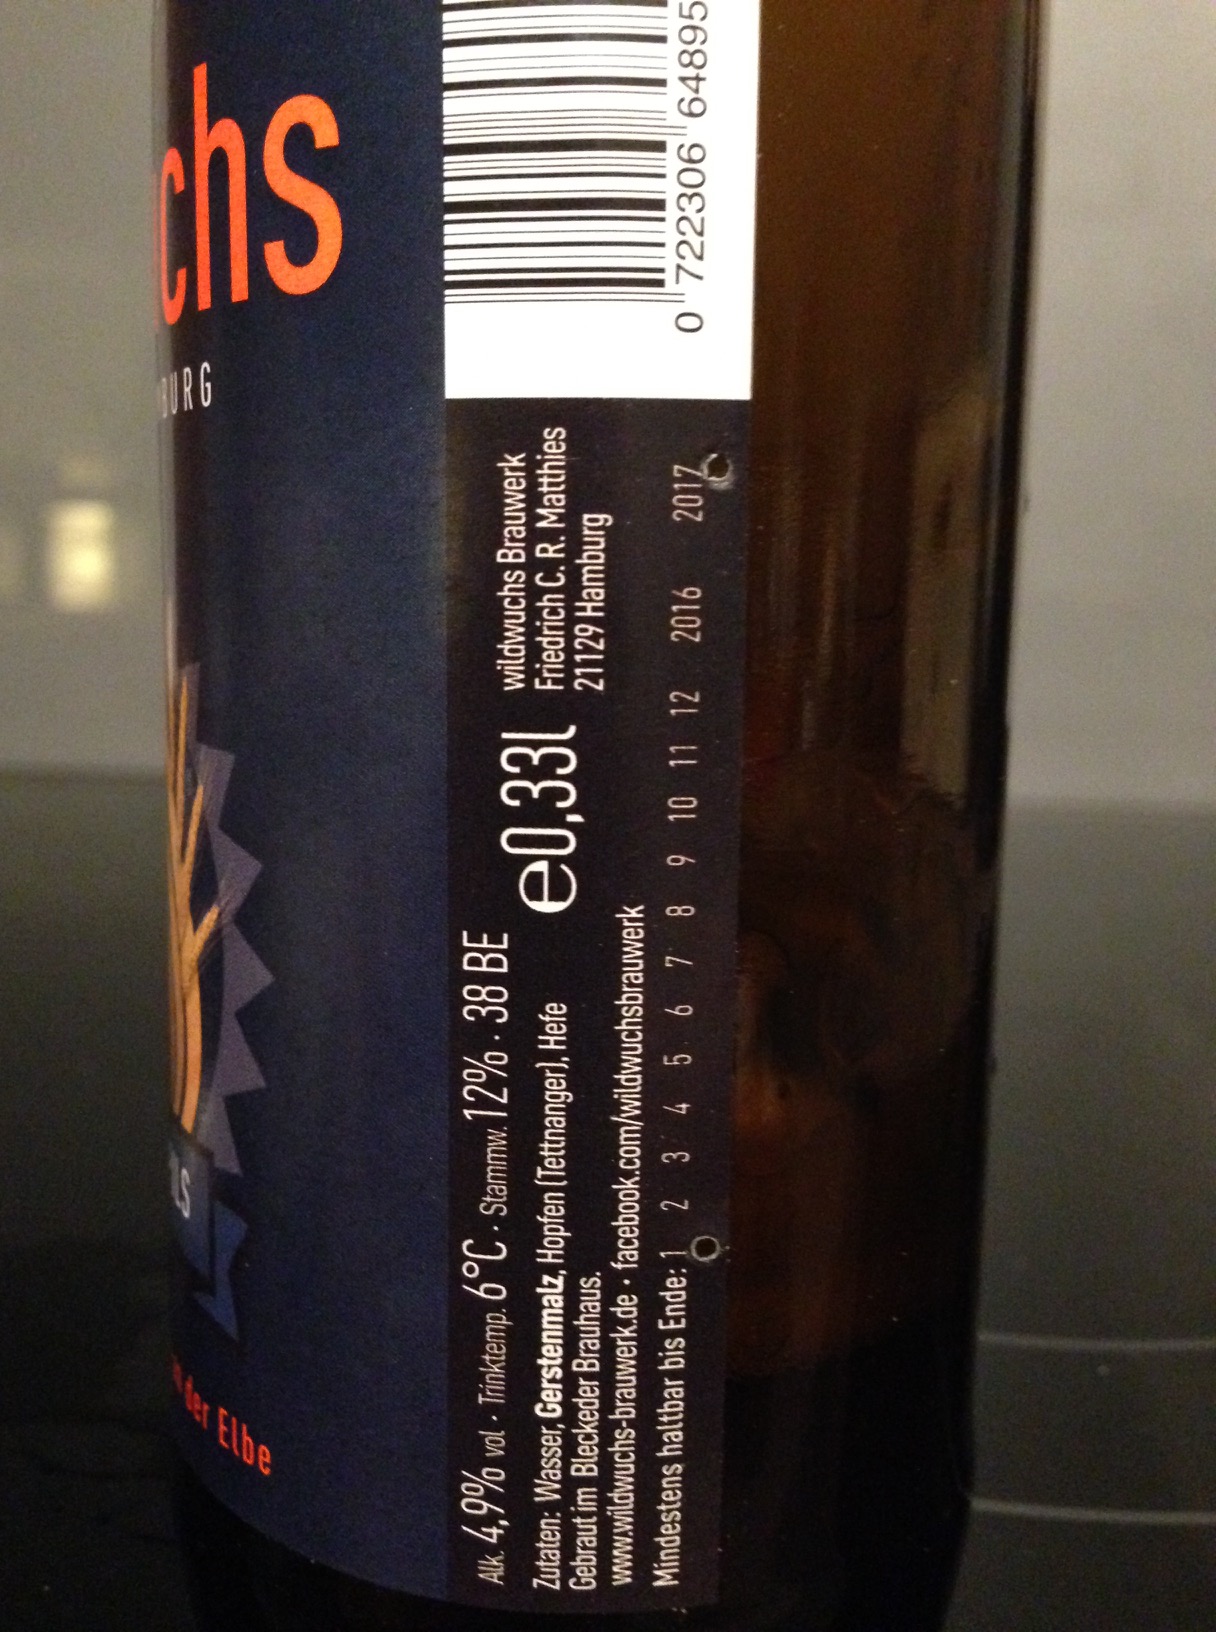 chs
BURG
der Elbe
0 722306 64895
Alk. 4,9% vol · Trinktemp. 6°C · Stammw. 12% · 38 BE
Zutaten: Wasser, Gerstenmalz, Hopfen (Tettnanger), Hefe
Gebraut im Bleckeder Brauhaus.
www.wildwuchs-brauwerk.de · facebook.com/wildwuchsbrauwerk
Mindestens haltbar bis Ende: 1 2 3 4 5 6 7 8 9 10 11 12 2016 2017
e0,33l
wildwuchs Brauwerk
Friedrich C. R. Matthies
21129 Hamburg